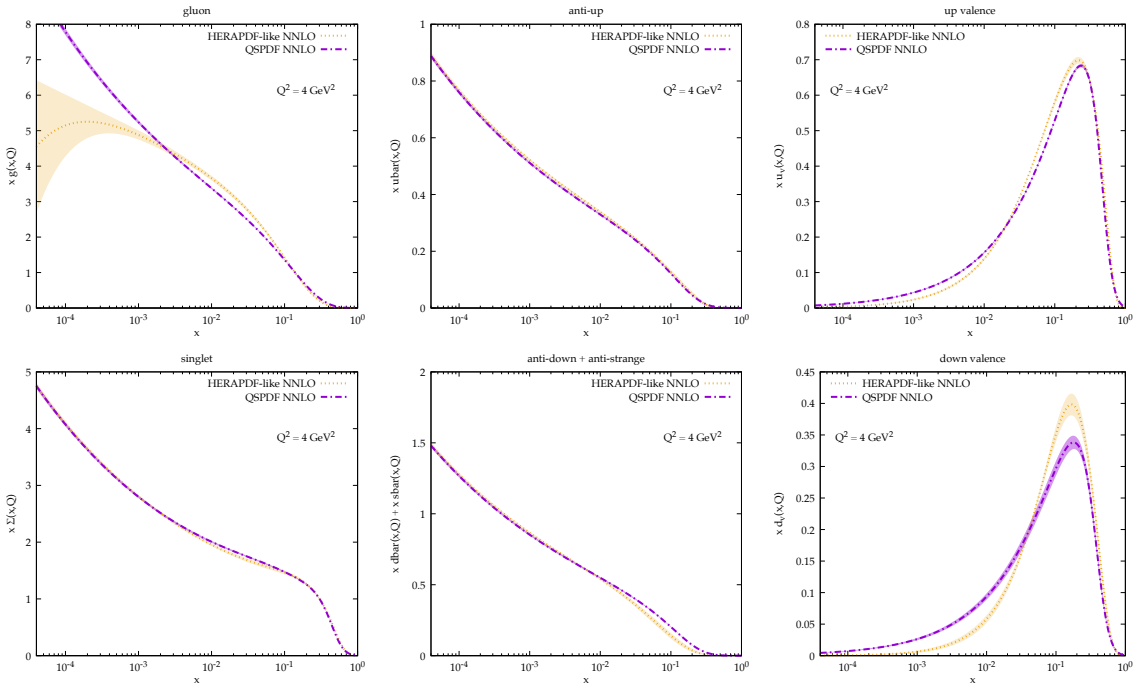 gluon
HERAPDF-like NNLO
QSPDF NNLO
Q² = 4 GeV²
x g(x,Q)
8
7
6
5
4
3
2
1
0
10⁻⁴ 10⁻³ 10⁻² 10⁻¹ 10⁰
x
anti-up
HERAPDF-like NNLO
QSPDF NNLO
Q² = 4 GeV²
x ubar(x,Q)
1
0.8
0.6
0.4
0.2
0
10⁻⁴ 10⁻³ 10⁻² 10⁻¹ 10⁰
x
up valence
HERAPDF-like NNLO
QSPDF NNLO
Q² = 4 GeV²
x uᵥ(x,Q)
0.8
0.7
0.6
0.5
0.4
0.3
0.2
0.1
0
10⁻⁴ 10⁻³ 10⁻² 10⁻¹ 10⁰
x
singlet
HERAPDF-like NNLO
QSPDF NNLO
Q² = 4 GeV²
x Σ(x,Q)
5
4
3
2
1
0
10⁻⁴ 10⁻³ 10⁻² 10⁻¹ 10⁰
x
anti-down + anti-strange
HERAPDF-like NNLO
QSPDF NNLO
Q² = 4 GeV²
x dbar(x,Q) + x sbar(x,Q)
2
1.5
1
0.5
0
10⁻⁴ 10⁻³ 10⁻² 10⁻¹ 10⁰
x
down valence
HERAPDF-like NNLO
QSPDF NNLO
Q² = 4 GeV²
x dᵥ(x,Q)
0.45
0.4
0.35
0.3
0.25
0.2
0.15
0.1
0.05
0
10⁻⁴ 10⁻³ 10⁻² 10⁻¹ 10⁰
x